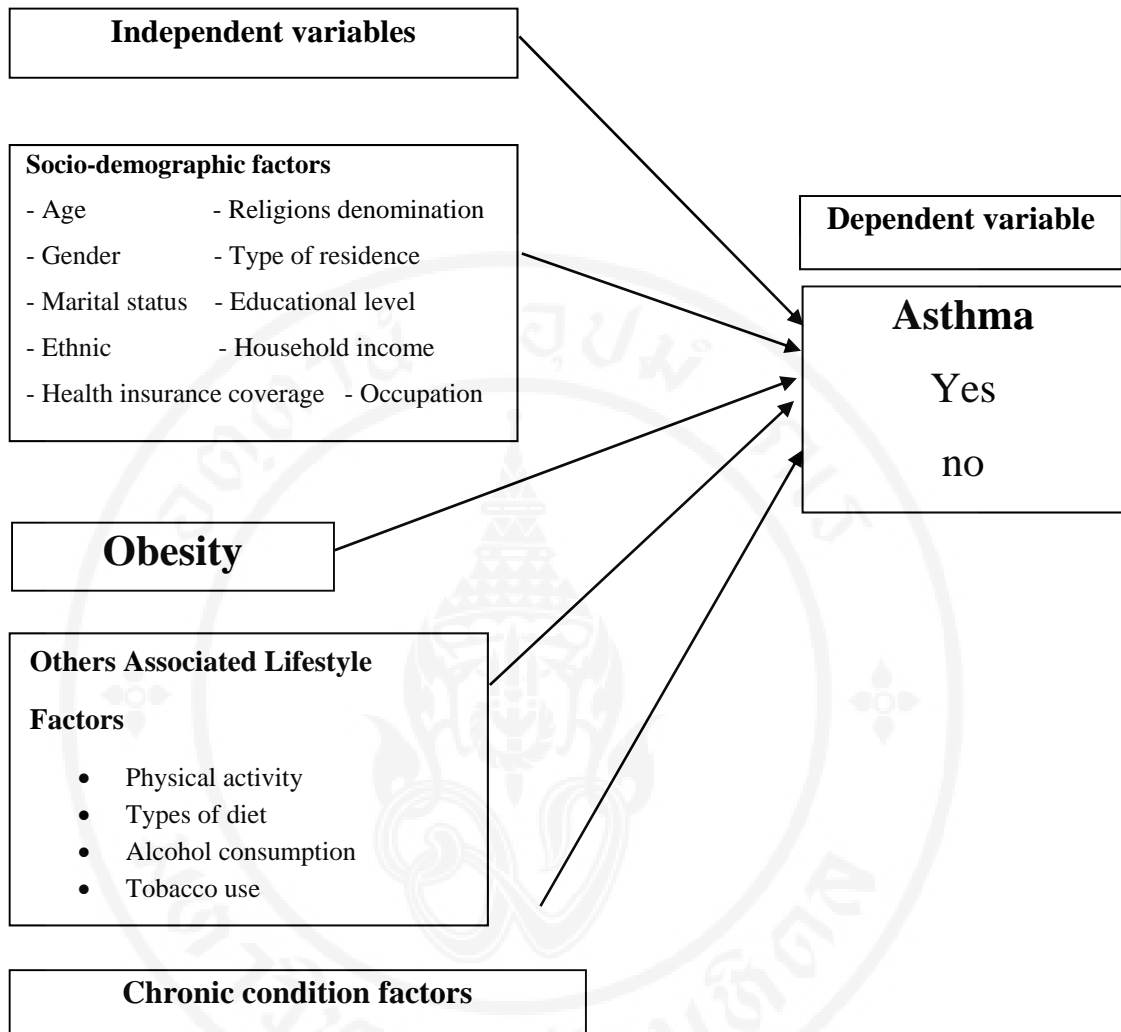 Independent variables
Socio-demographic factors
- Age - Religions denomination
- Gender - Type of residence
- Marital status - Educational level
- Ethnic - Household income
- Health insurance coverage - Occupation
Dependent variable
Asthma
Yes
no
Obesity
Others Associated Lifestyle
Factors
• Physical activity
• Types of diet
• Alcohol consumption
• Tobacco use
Chronic condition factors